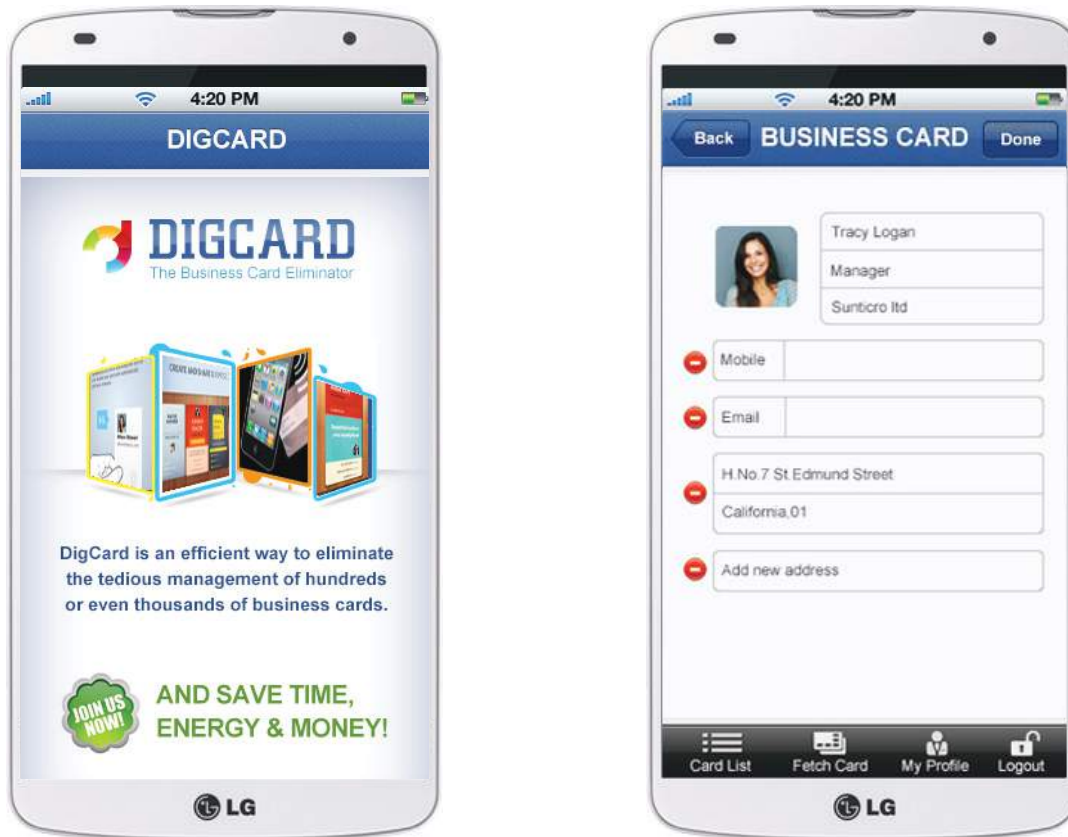 4:20 PM
DIGCARD
DIGCARD
The Business Card Eliminator
DigCard is an efficient way to eliminate
the tedious management of hundreds
or even thousands of business cards.
JOIN US
NOW!
AND SAVE TIME,
ENERGY & MONEY!
LG
4:20 PM
Back
BUSINESS CARD
Done
Tracy Logan
Manager
Sunticro ltd
Mobile
Email
H.No.7 St.Edmund Street
California,01
Add new address
Card List
Fetch Card
My Profile
Logout
LG